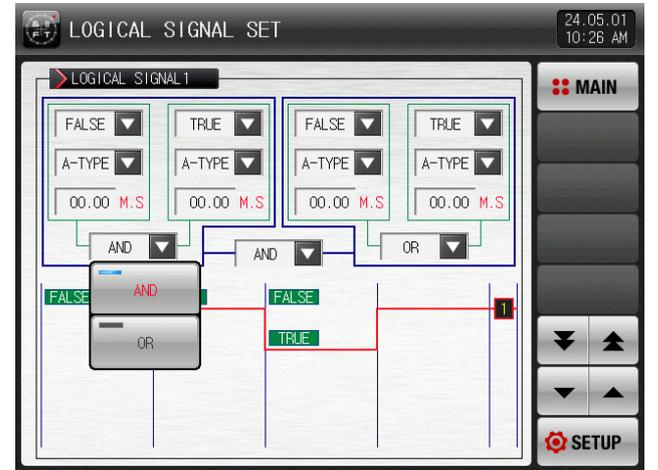 LOGICAL SIGNAL SET
24.05.01
10:26 AM
LOGICAL SIGNAL1
MAIN
FALSE TRUE FALSE TRUE
A-TYPE A-TYPE A-TYPE A-TYPE
00.00 M.S 00.00 M.S 00.00 M.S 00.00 M.S
AND AND OR
AND
OR
FALSE FALSE
TRUE
1
SETUP